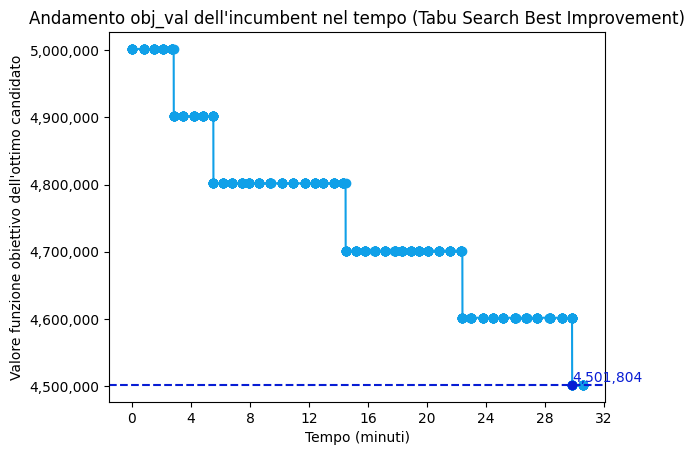 Andamento obj_val dell'incumbent nel tempo (Tabu Search Best Improvement)
Valore funzione obiettivo dell'ottimo candidato
5,000,000
4,900,000
4,800,000
4,700,000
4,600,000
4,500,000
4,501,804
0 4 8 12 16 20 24 28 32
Tempo (minuti)